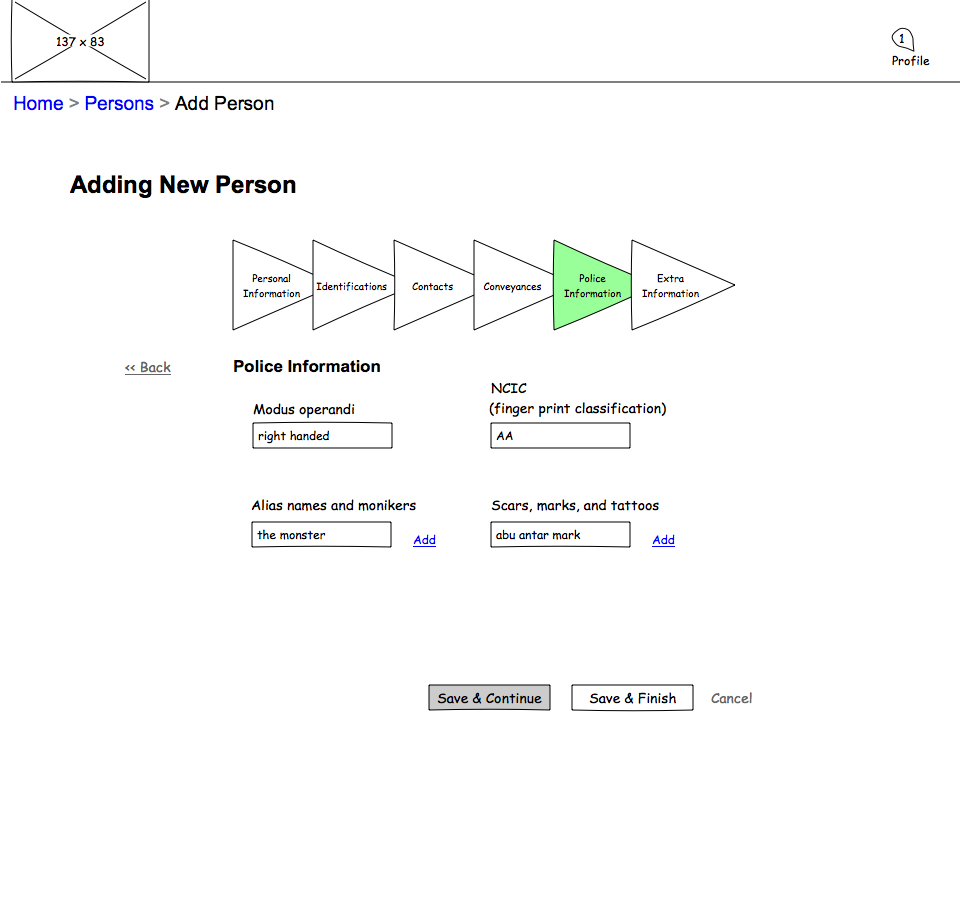 137 x 83
1
Profile
Home > Persons > Add Person
Adding New Person
Personal
Information
Identifications
Contacts
Conveyances
Police
Information
Extra
Information
<< Back
Police Information
Modus operandi
right handed
NCIC
(finger print classification)
AA
Alias names and monikers
the monster
Add
Scars, marks, and tattoos
abu antar mark
Add
Save & Continue
Save & Finish
Cancel